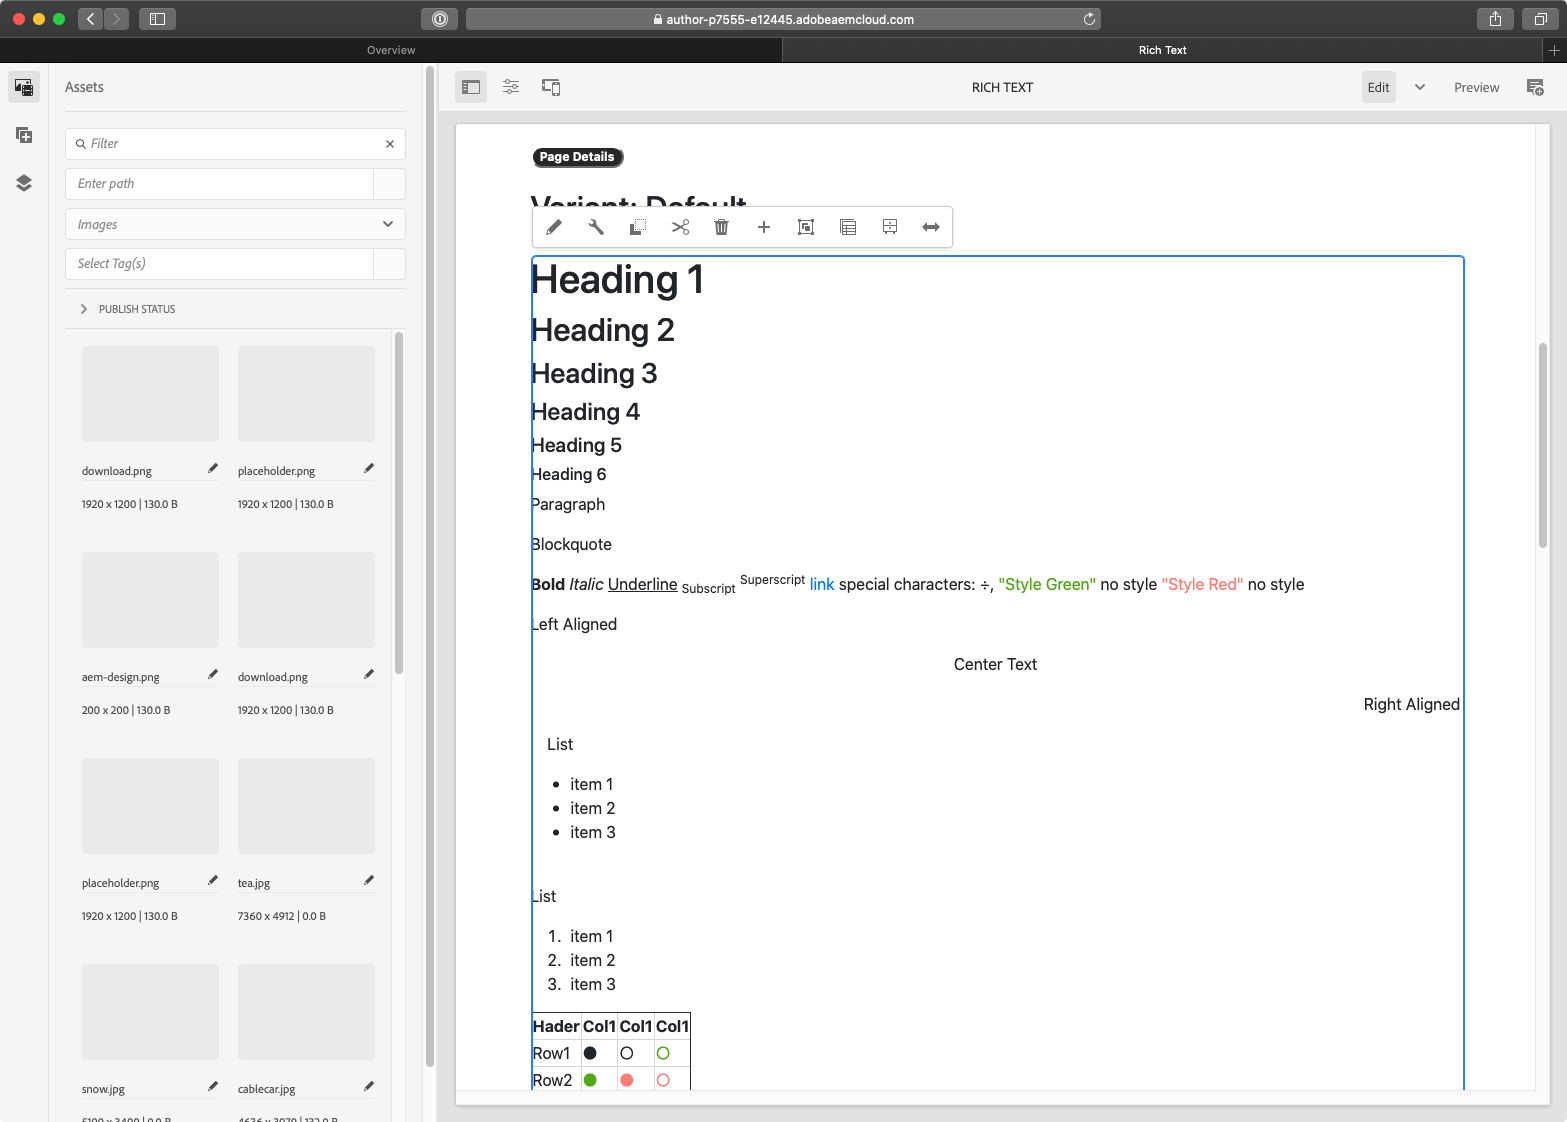 author-p7555-e12445.adobeaemcloud.com
Overview
Rich Text
Assets
Filter
Enter path
Images
Select Tag(s)
PUBLISH STATUS
download.png
placeholder.png
1920 x 1200 | 130.0 B
1920 x 1200 | 130.0 B
aem-design.png
download.png
200 x 200 | 130.0 B
1920 x 1200 | 130.0 B
placeholder.png
tea.jpg
1920 x 1200 | 130.0 B
7360 x 4912 | 0.0 B
snow.jpg
cablecar.jpg
RICH TEXT
Edit
Preview
Page Details
Variant: Default
Heading 1
Heading 2
Heading 3
Heading 4
Heading 5
Heading 6
Paragraph
Blockquote
Bold Italic Underline Subscript Superscript link special characters: ÷, "Style Green" no style "Style Red" no style
Left Aligned
Center Text
Right Aligned
List
• item 1
• item 2
• item 3
List
1. item 1
2. item 2
3. item 3
Hader Col1 Col1 Col1
Row1
Row2